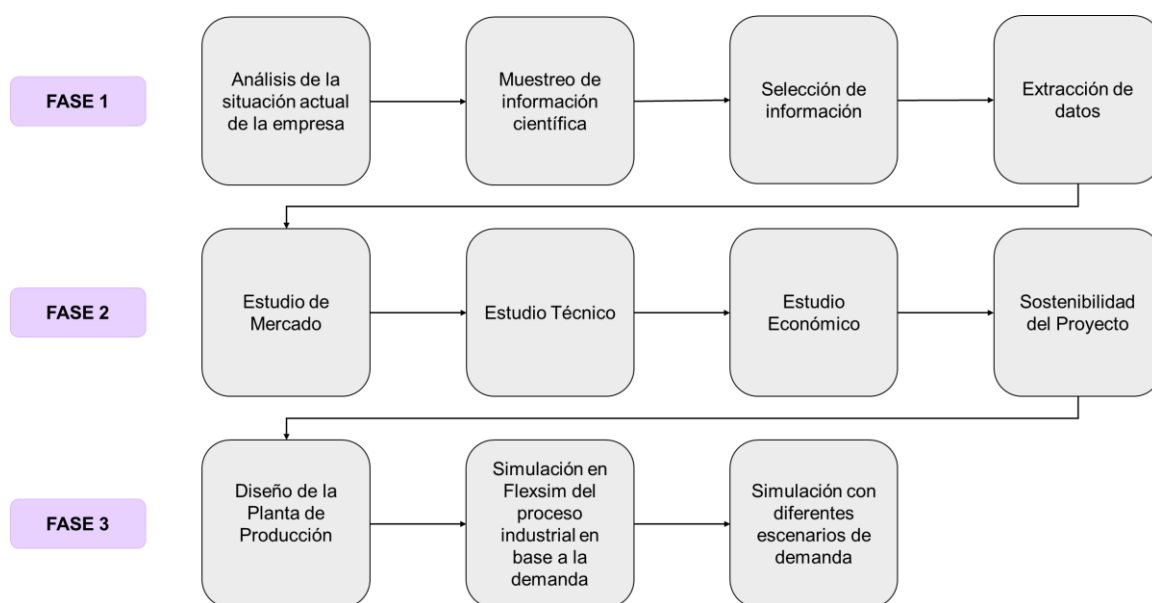 FASE 1
Análisis de la
situación actual
de la empresa
Muestreo de
información
científica
Selección de
información
Extracción de
datos
FASE 2
Estudio de
Mercado
Estudio Técnico
Estudio
Económico
Sostenibilidad
del Proyecto
FASE 3
Diseño de la
Planta de
Producción
Simulación en
Flexsim del
proceso
industrial en
base a la
demanda
Simulación con
diferentes
escenarios de
demanda